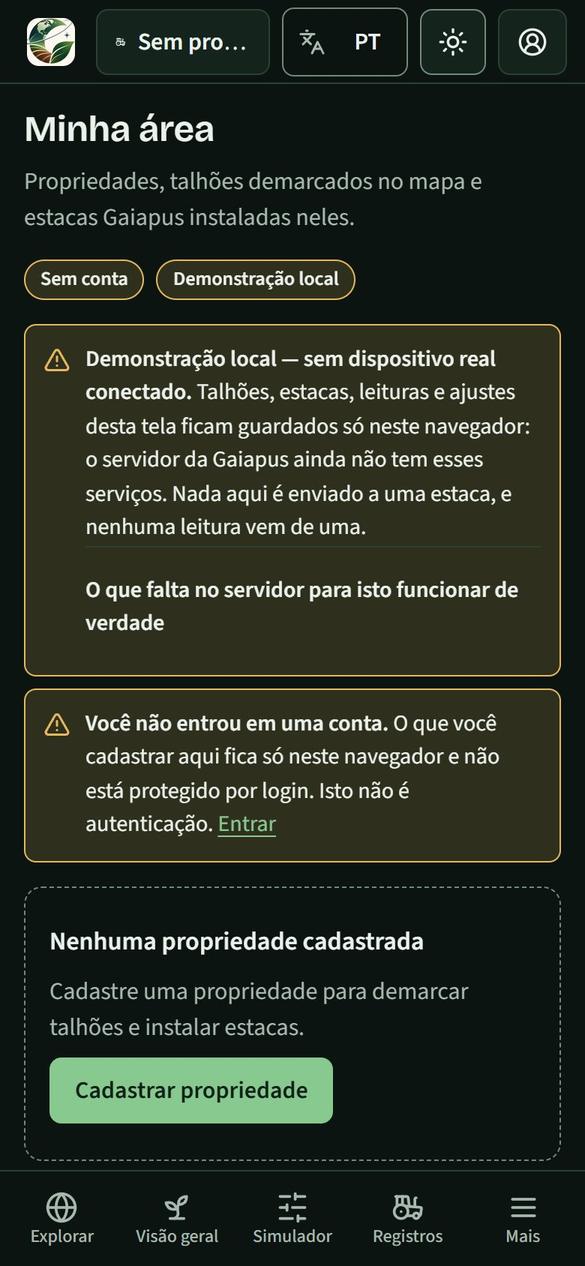 Sem pro…
PT
Minha área
Propriedades, talhões demarcados no mapa e
estacas Gaiapus instaladas neles.
Sem conta
Demonstração local
Demonstração local — sem dispositivo real
conectado. Talhões, estacas, leituras e ajustes
desta tela ficam guardados só neste navegador:
o servidor da Gaiapus ainda não tem esses
serviços. Nada aqui é enviado a uma estaca, e
nenhuma leitura vem de uma.
O que falta no servidor para isto funcionar de
verdade
Você não entrou em uma conta. O que você
cadastrar aqui fica só neste navegador e não
está protegido por login. Isto não é
autenticação. Entrar
Nenhuma propriedade cadastrada
Cadastre uma propriedade para demarcar
talhões e instalar estacas.
Cadastrar propriedade
Explorar
Visão geral
Simulador
Registros
Mais